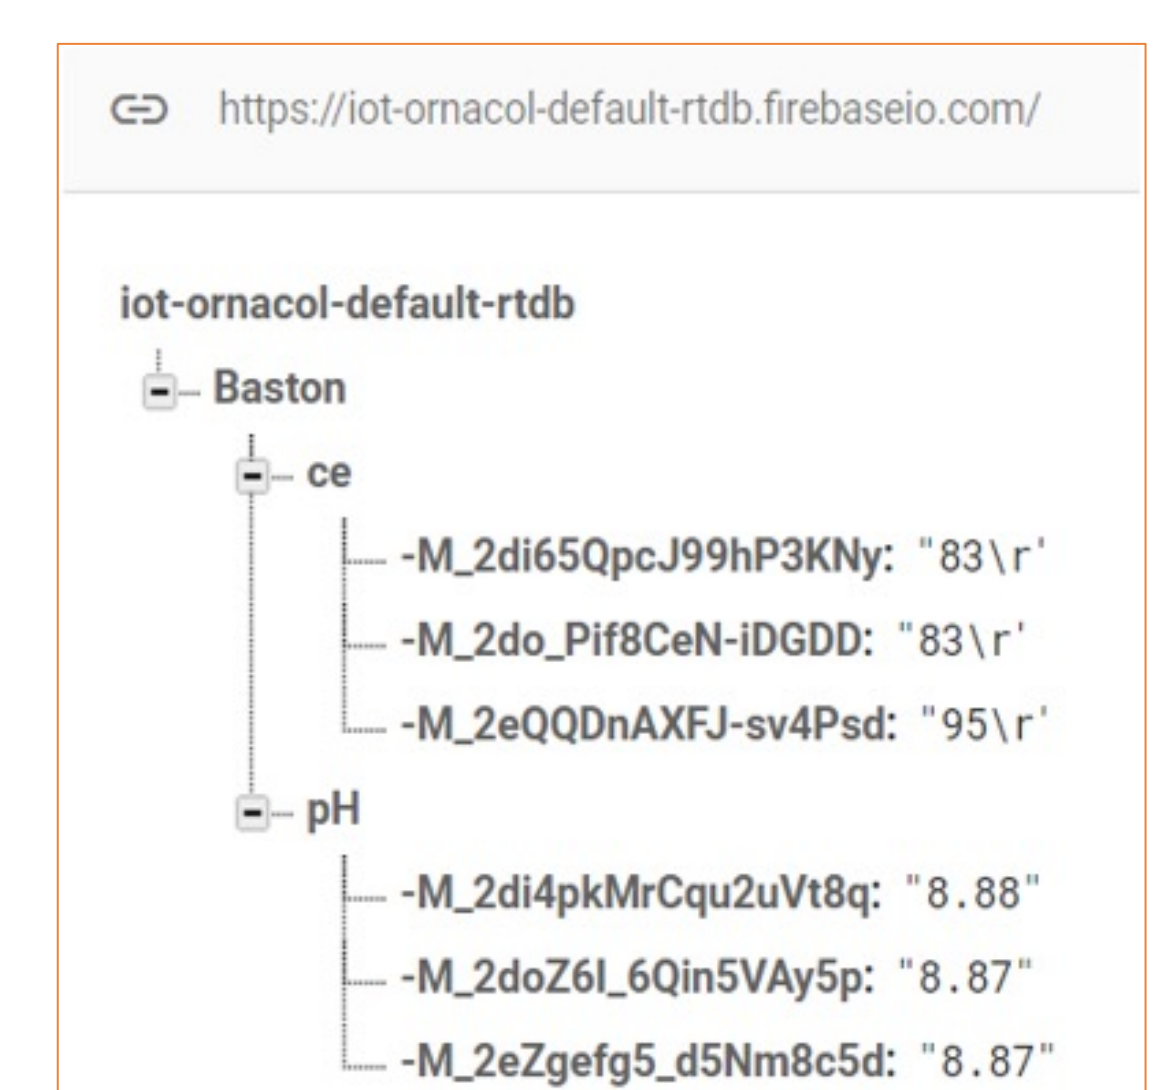 https://iot-ornacol-default-rtdb.firebaseio.com/
iot-ornacol-default-rtdb
Baston
ce
-M_2di65QpcJ99hP3KNy: "83\r'
-M_2do_Pif8CeN-iDGDD: "83\r'
-M_2eQQDnAXFJ-sv4Psd: "95\r'
pH
-M_2di4pkMrCqu2uVt8q: "8.88"
-M_2doZ6I_6Qin5VAy5p: "8.87"
-M_2eZgefg5_d5Nm8c5d: "8.87"